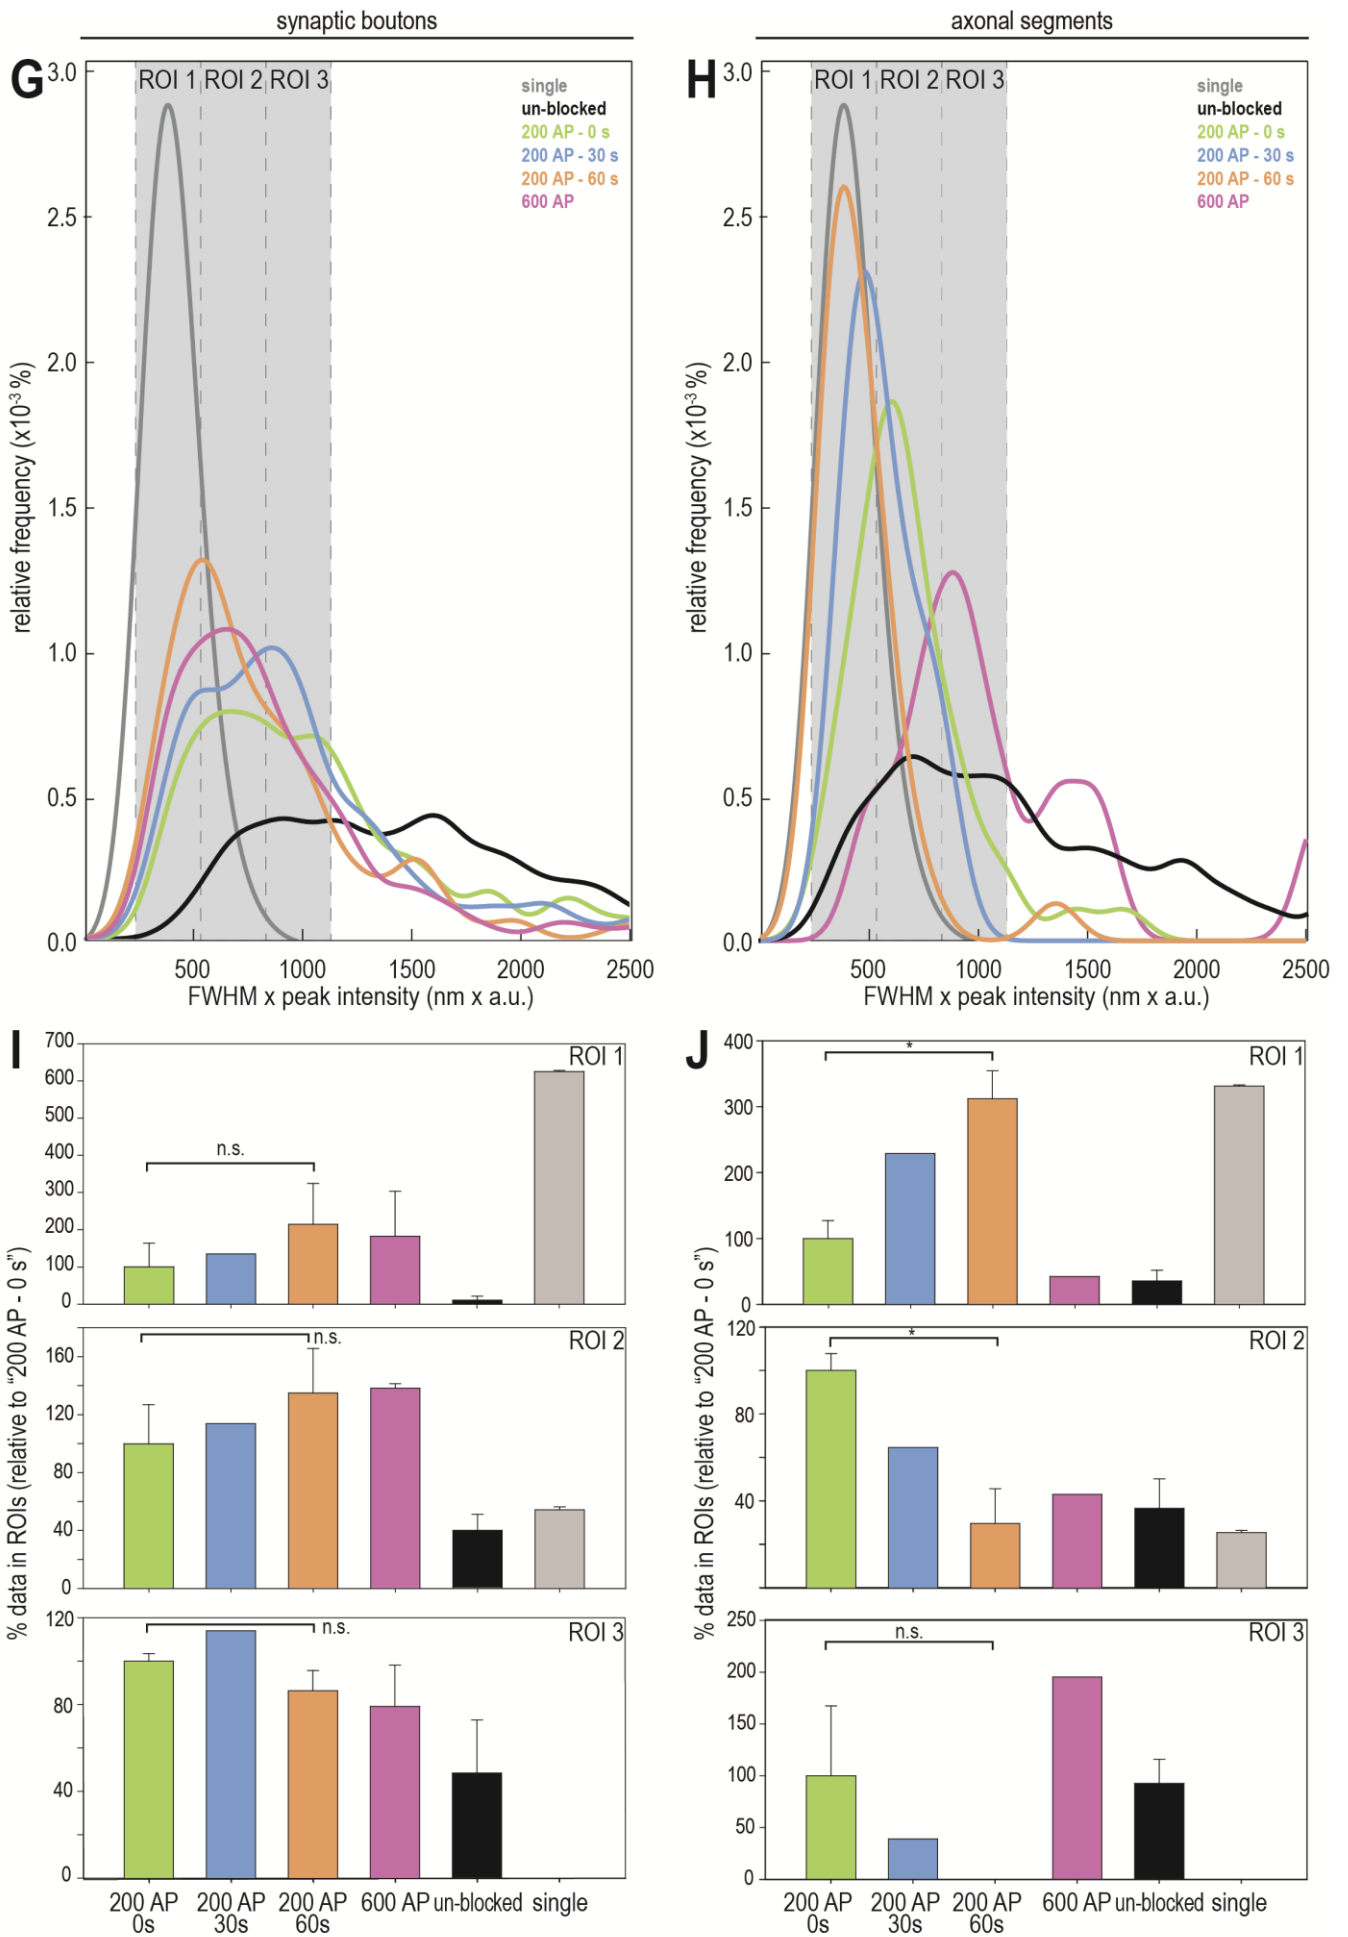 synaptic boutons
axonal segments
G
3.0
2.5
2.0
1.5
1.0
0.5
0.0
relative frequency (x10⁻³ %)
ROI 1
ROI 2
ROI 3
single
un-blocked
200 AP - 0 s
200 AP - 30 s
200 AP - 60 s
600 AP
500
1000
1500
2000
2500
FWHM x peak intensity (nm x a.u.)
H
3.0
2.5
2.0
1.5
1.0
0.5
0.0
relative frequency (x10⁻³ %)
ROI 1
ROI 2
ROI 3
single
un-blocked
200 AP - 0 s
200 AP - 30 s
200 AP - 60 s
600 AP
500
1000
1500
2000
2500
FWHM x peak intensity (nm x a.u.)
I
% data in ROIs (relative to “200 AP - 0 s”)
700
600
500
400
300
200
100
0
ROI 1
n.s.
160
120
80
40
0
ROI 2
n.s.
120
80
40
0
ROI 3
n.s.
200 AP 200 AP 200 AP 600 AP un-blocked single
0s 30s 60s
J
% data in ROIs (relative to “200 AP - 0 s”)
400
300
200
100
0
ROI 1
*
120
80
40
ROI 2
*
250
200
150
100
50
0
ROI 3
n.s.
200 AP 200 AP 200 AP 600 AP un-blocked single
0s 30s 60s